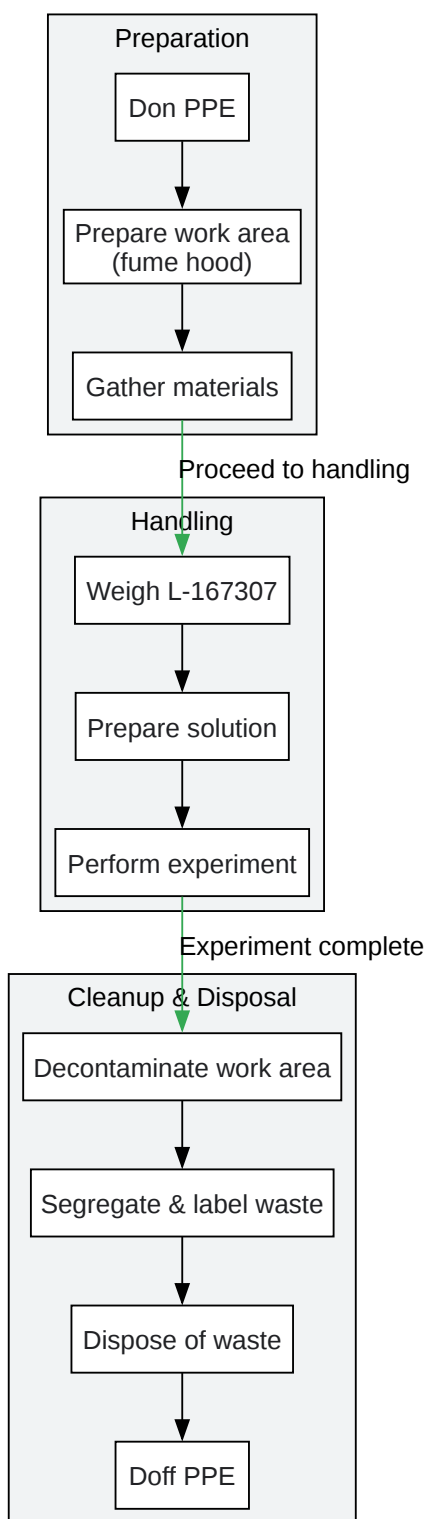 Preparation
Don PPE
Prepare work area
(fume hood)
Gather materials
Proceed to handling
Handling
Weigh L-167307
Prepare solution
Perform experiment
Experiment complete
Cleanup & Disposal
Decontaminate work area
Segregate & label waste
Dispose of waste
Doff PPE